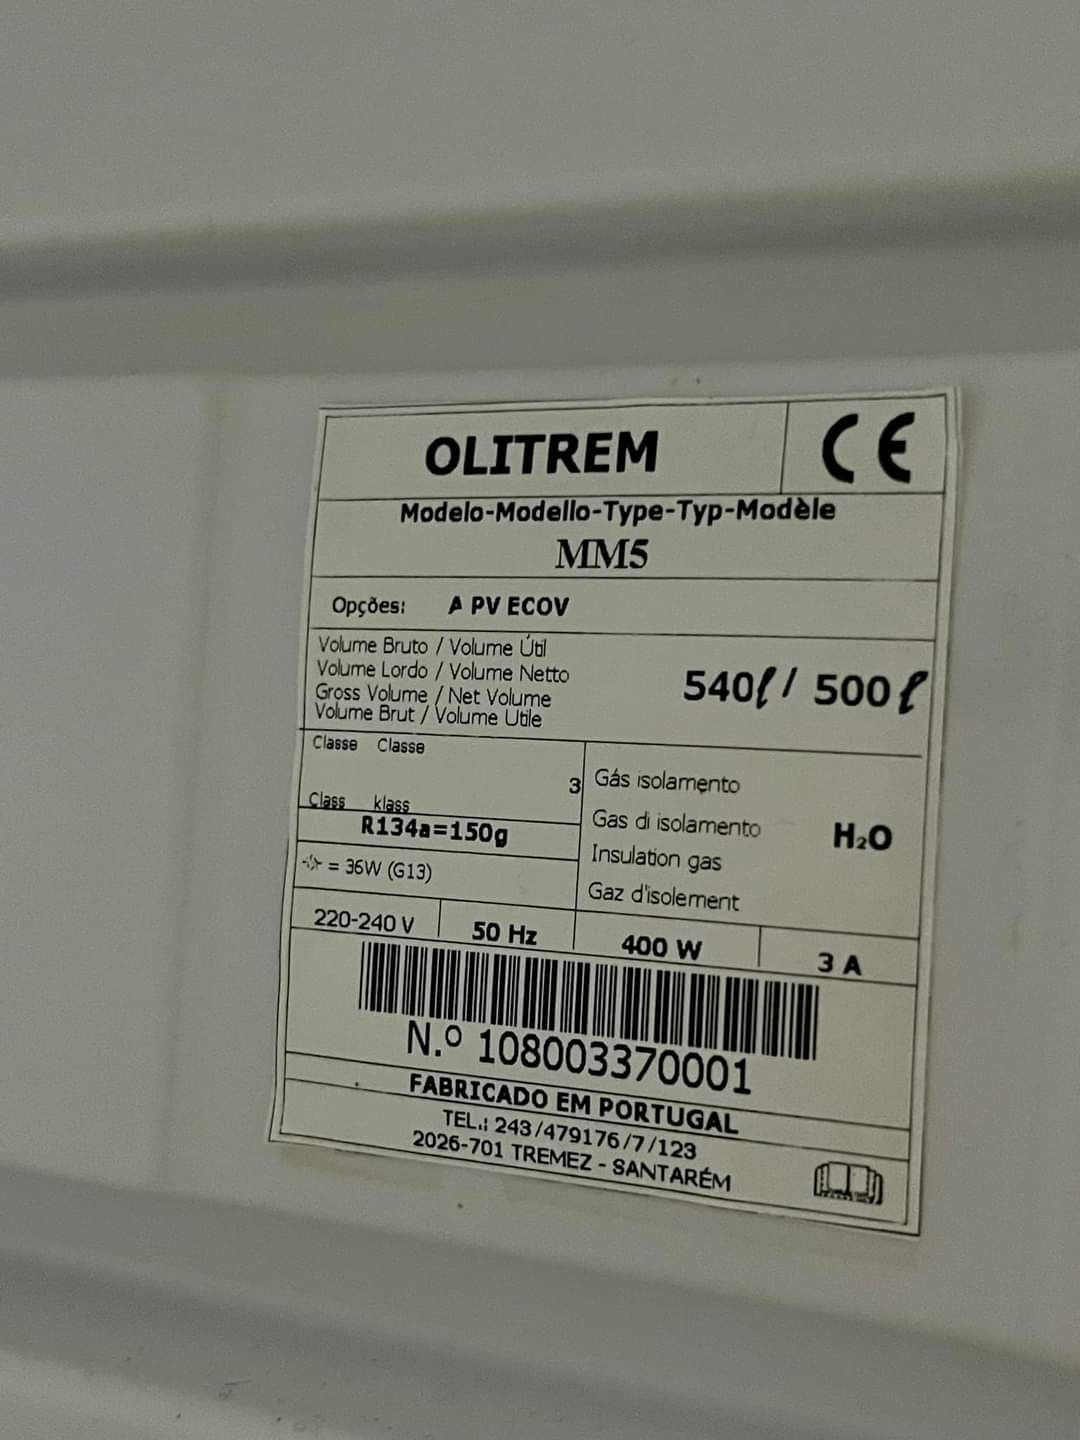 OLITREM
CE
Modelo-Modello-Type-Typ-Modèle
MM5
Opções: A PV ECOV
Volume Bruto / Volume Útil
Volume Lordo / Volume Netto
Gross Volume / Net Volume
Volume Brut / Volume Utile
540ℓ / 500ℓ
Classe Classe
3
Class klass
R134a=150g
= 36W (G13)
Gás isolamento
Gas di isolamento
Insulation gas
Gaz d'isolement
H₂O
220-240 V 50 Hz 400 W 3 A
N.º 108003370001
FABRICADO EM PORTUGAL
TEL.: 243/479176/7/123
2026-701 TREMEZ - SANTARÉM